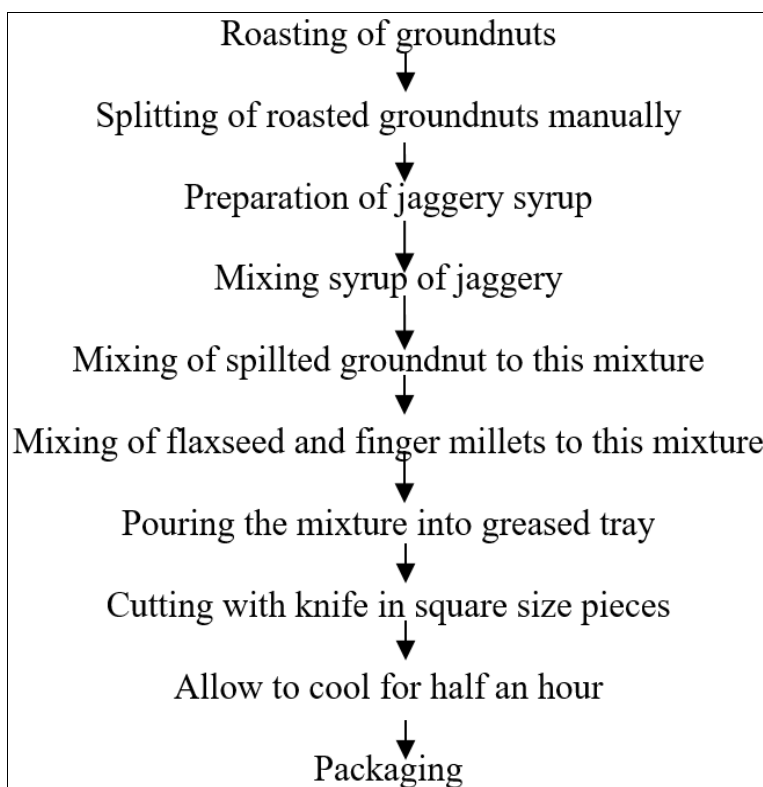 Roasting of groundnuts
Splitting of roasted groundnuts manually
Preparation of jaggery syrup
Mixing syrup of jaggery
Mixing of spillted groundnut to this mixture
Mixing of flaxseed and finger millets to this mixture
Pouring the mixture into greased tray
Cutting with knife in square size pieces
Allow to cool for half an hour
Packaging